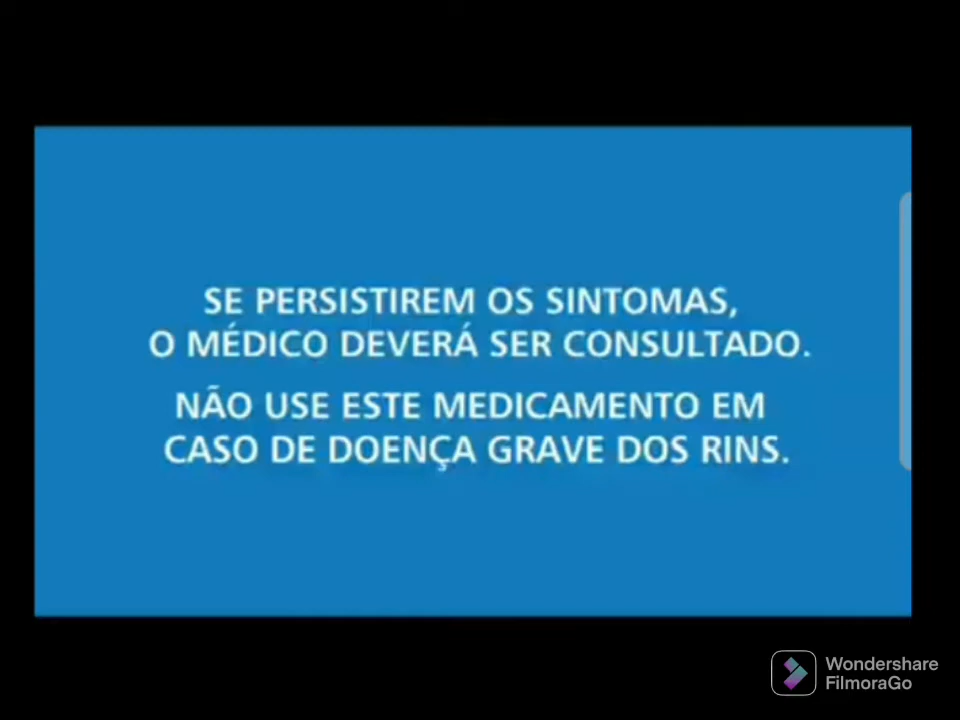 SE PERSISTIREM OS SINTOMAS,
O MÉDICO DEVERÁ SER CONSULTADO.
NÃO USE ESTE MEDICAMENTO EM
CASO DE DOENÇA GRAVE DOS RINS.
Wondershare
FilmoraGo